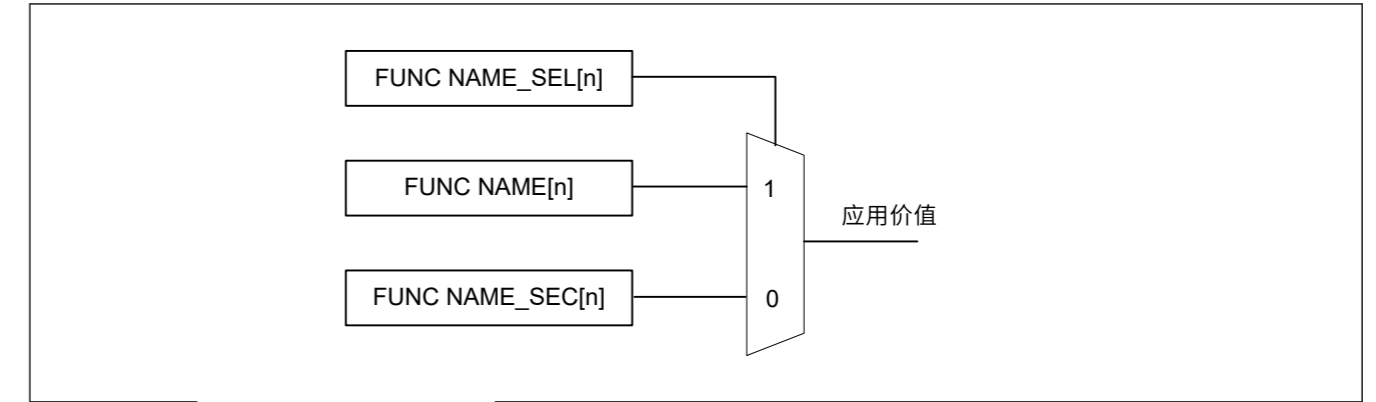 FUNC NAME_SEL[n]
FUNC NAME[n]
1
应用价值
FUNC NAME_SEC[n]
0